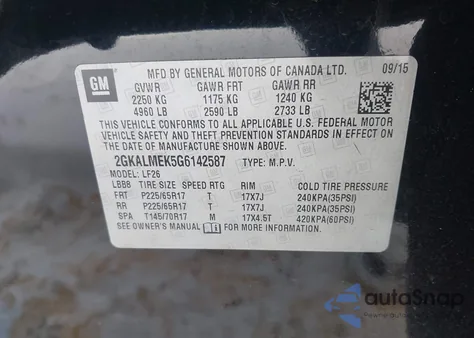 GM
MFD BY GENERAL MOTORS OF CANADA LTD. 09/15
GVWR GAWR FRT GAWR RR
2250 KG 1175 KG 1240 KG
4960 LB 2590 LB 2733 LB
THIS VEHICLE CONFORMS TO ALL APPLICABLE U.S. FEDERAL MOTOR
VEHICLE SAFETY, AND THEFT PREVENTION STANDARDS IN EFFECT ON
THE DATE OF MANUFACTURE SHOWN ABOVE.
2GKALMEK5G6142587 TYPE: M.P.V.
MODEL: LF26
LBBB TIRE SIZE SPEED RTG RIM COLD TIRE PRESSURE
FRT P225/65R17 T 17X7J 240KPA(35PSI)
RR P225/65R17 T 17X7J 240KPA(35PSI)
SPA T145/70R17 M 17X4.5T 420KPA(60PSI)
SEE OWNER'S MANUAL FOR MORE INFORMATION.
autoSnap